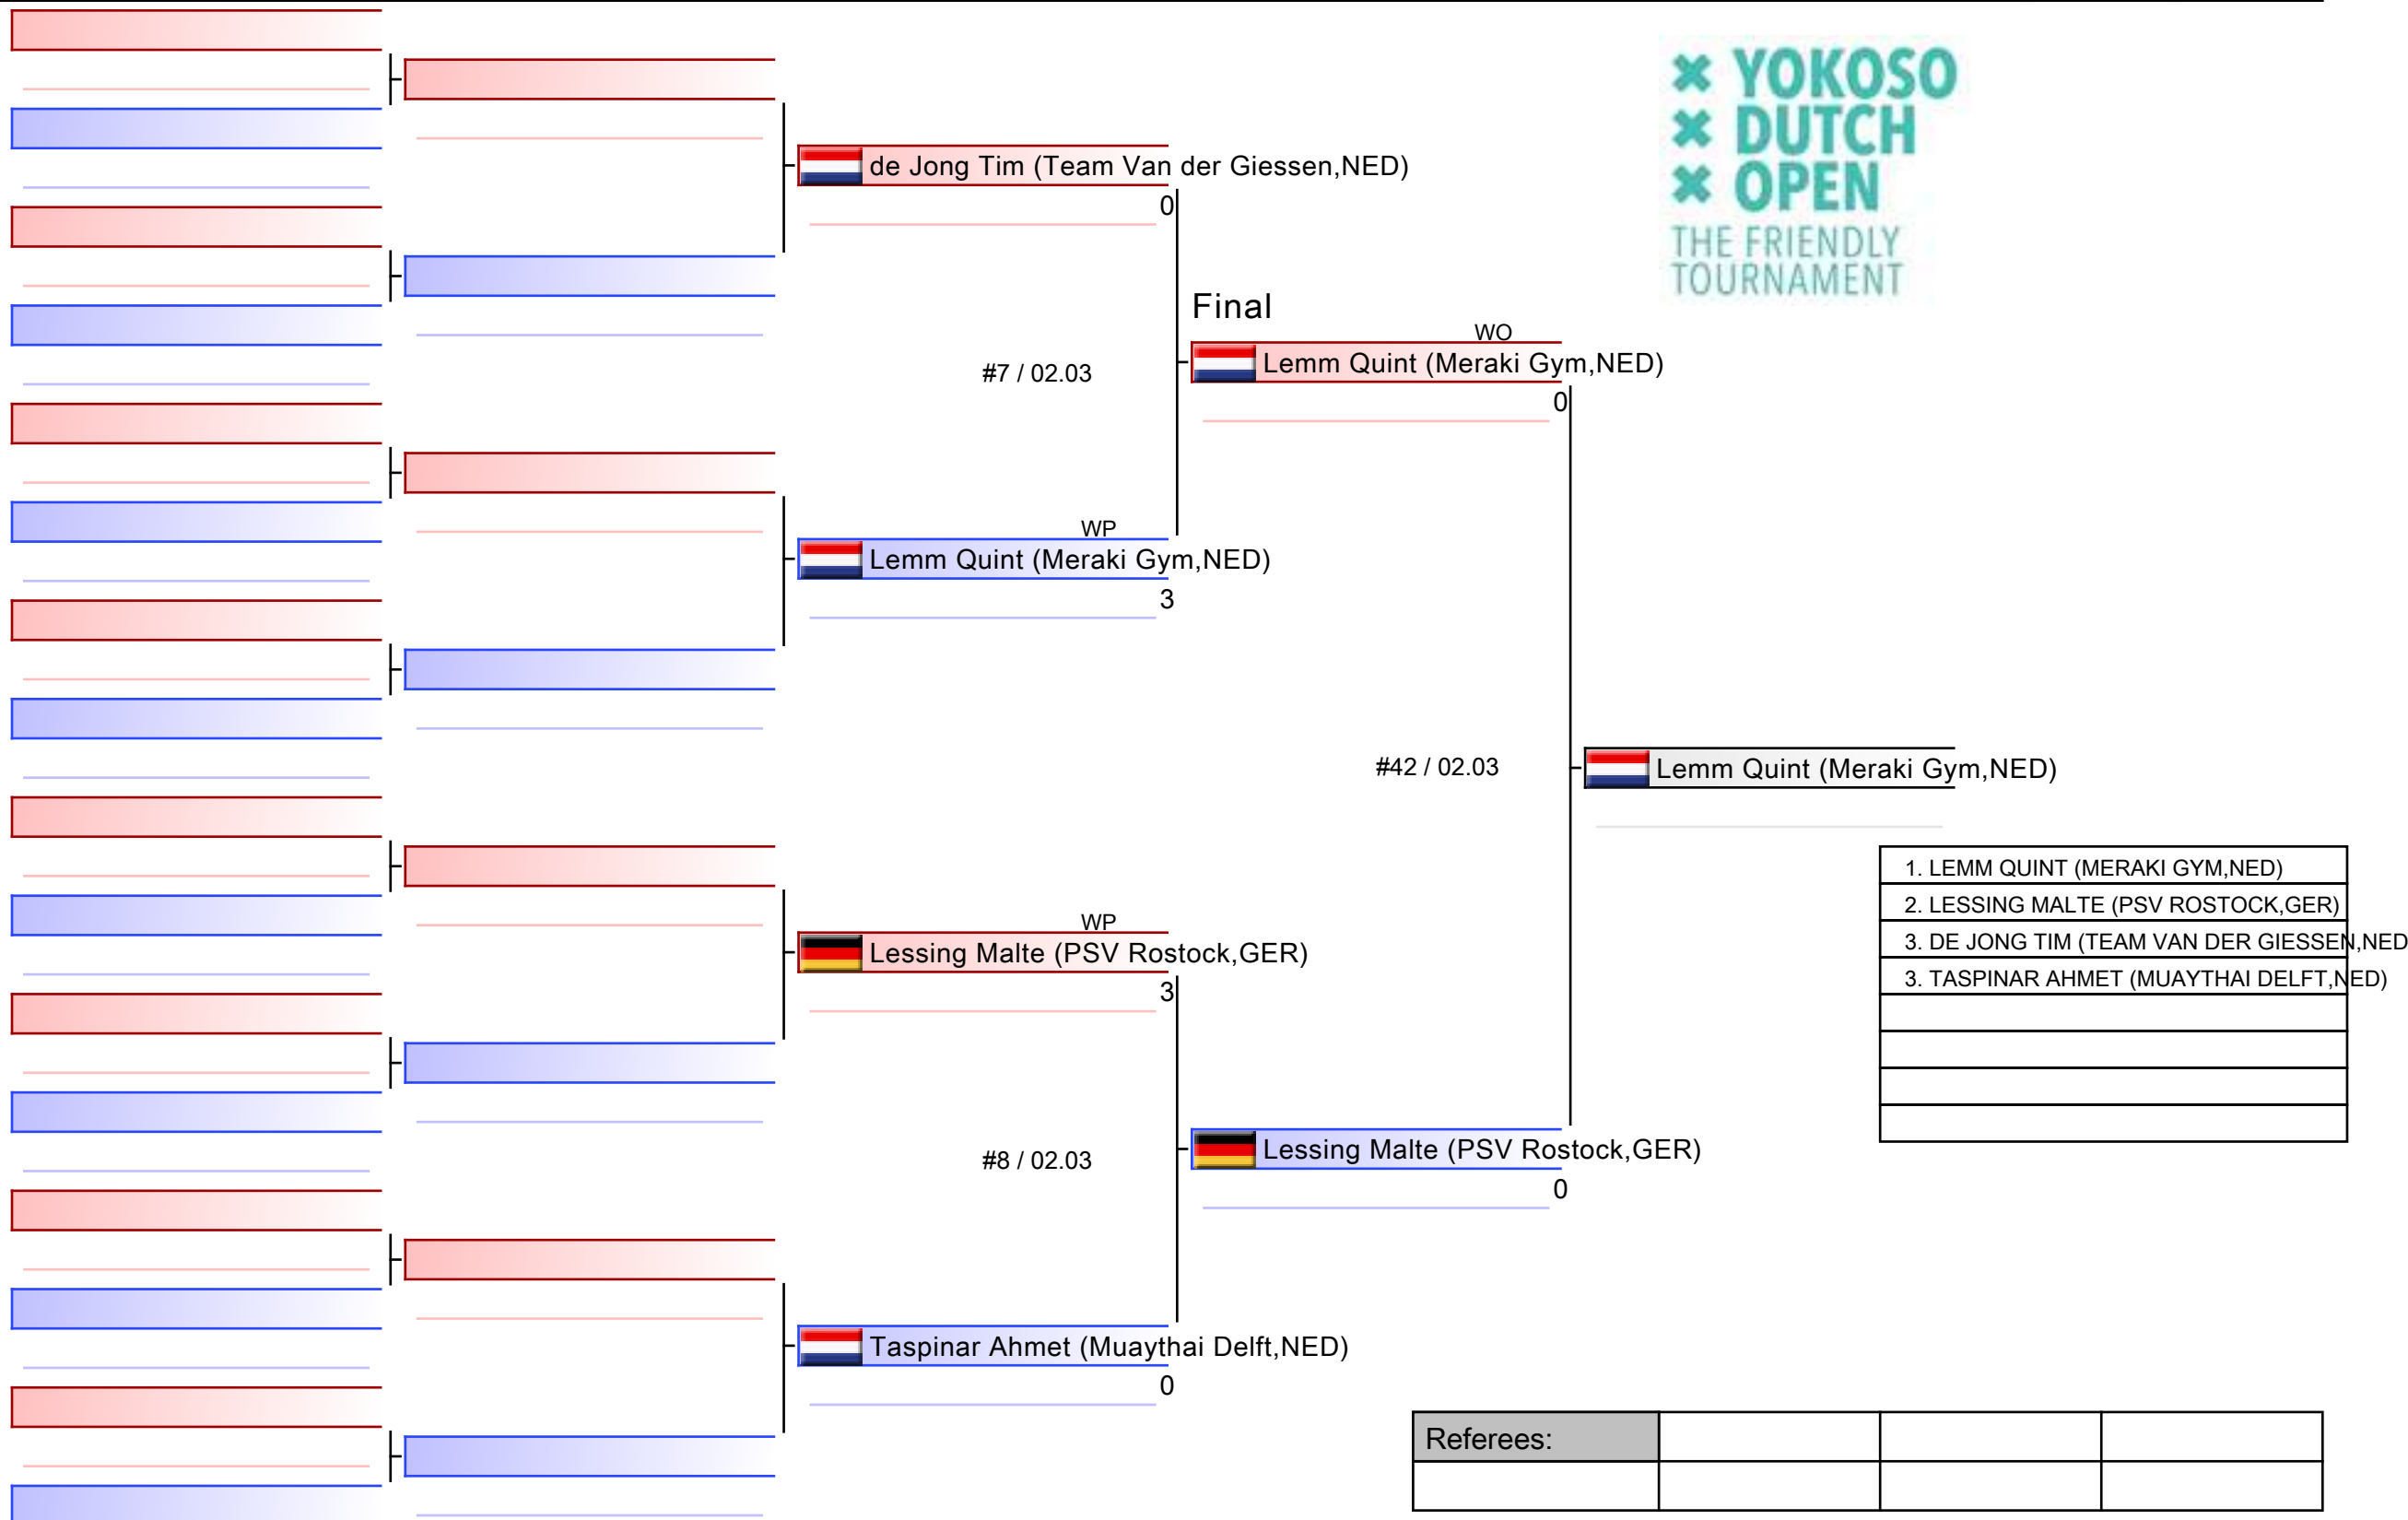 YOKOSO
DUTCH
OPEN
THE FRIENDLY
TOURNAMENT
de Jong Tim (Team Van der Giessen,NED)
0
Final
WO
Lemm Quint (Meraki Gym,NED)
0
#7 / 02.03
WP
Lemm Quint (Meraki Gym,NED)
3
#42 / 02.03
Lemm Quint (Meraki Gym,NED)
1. LEMM QUINT (MERAKI GYM,NED)
2. LESSING MALTE (PSV ROSTOCK,GER)
3. DE JONG TIM (TEAM VAN DER GIESSEN,NED
3. TASPINAR AHMET (MUAYTHAI DELFT,NED)
WP
Lessing Malte (PSV Rostock,GER)
3
#8 / 02.03
Lessing Malte (PSV Rostock,GER)
0
Taspinar Ahmet (Muaythai Delft,NED)
0
Referees: